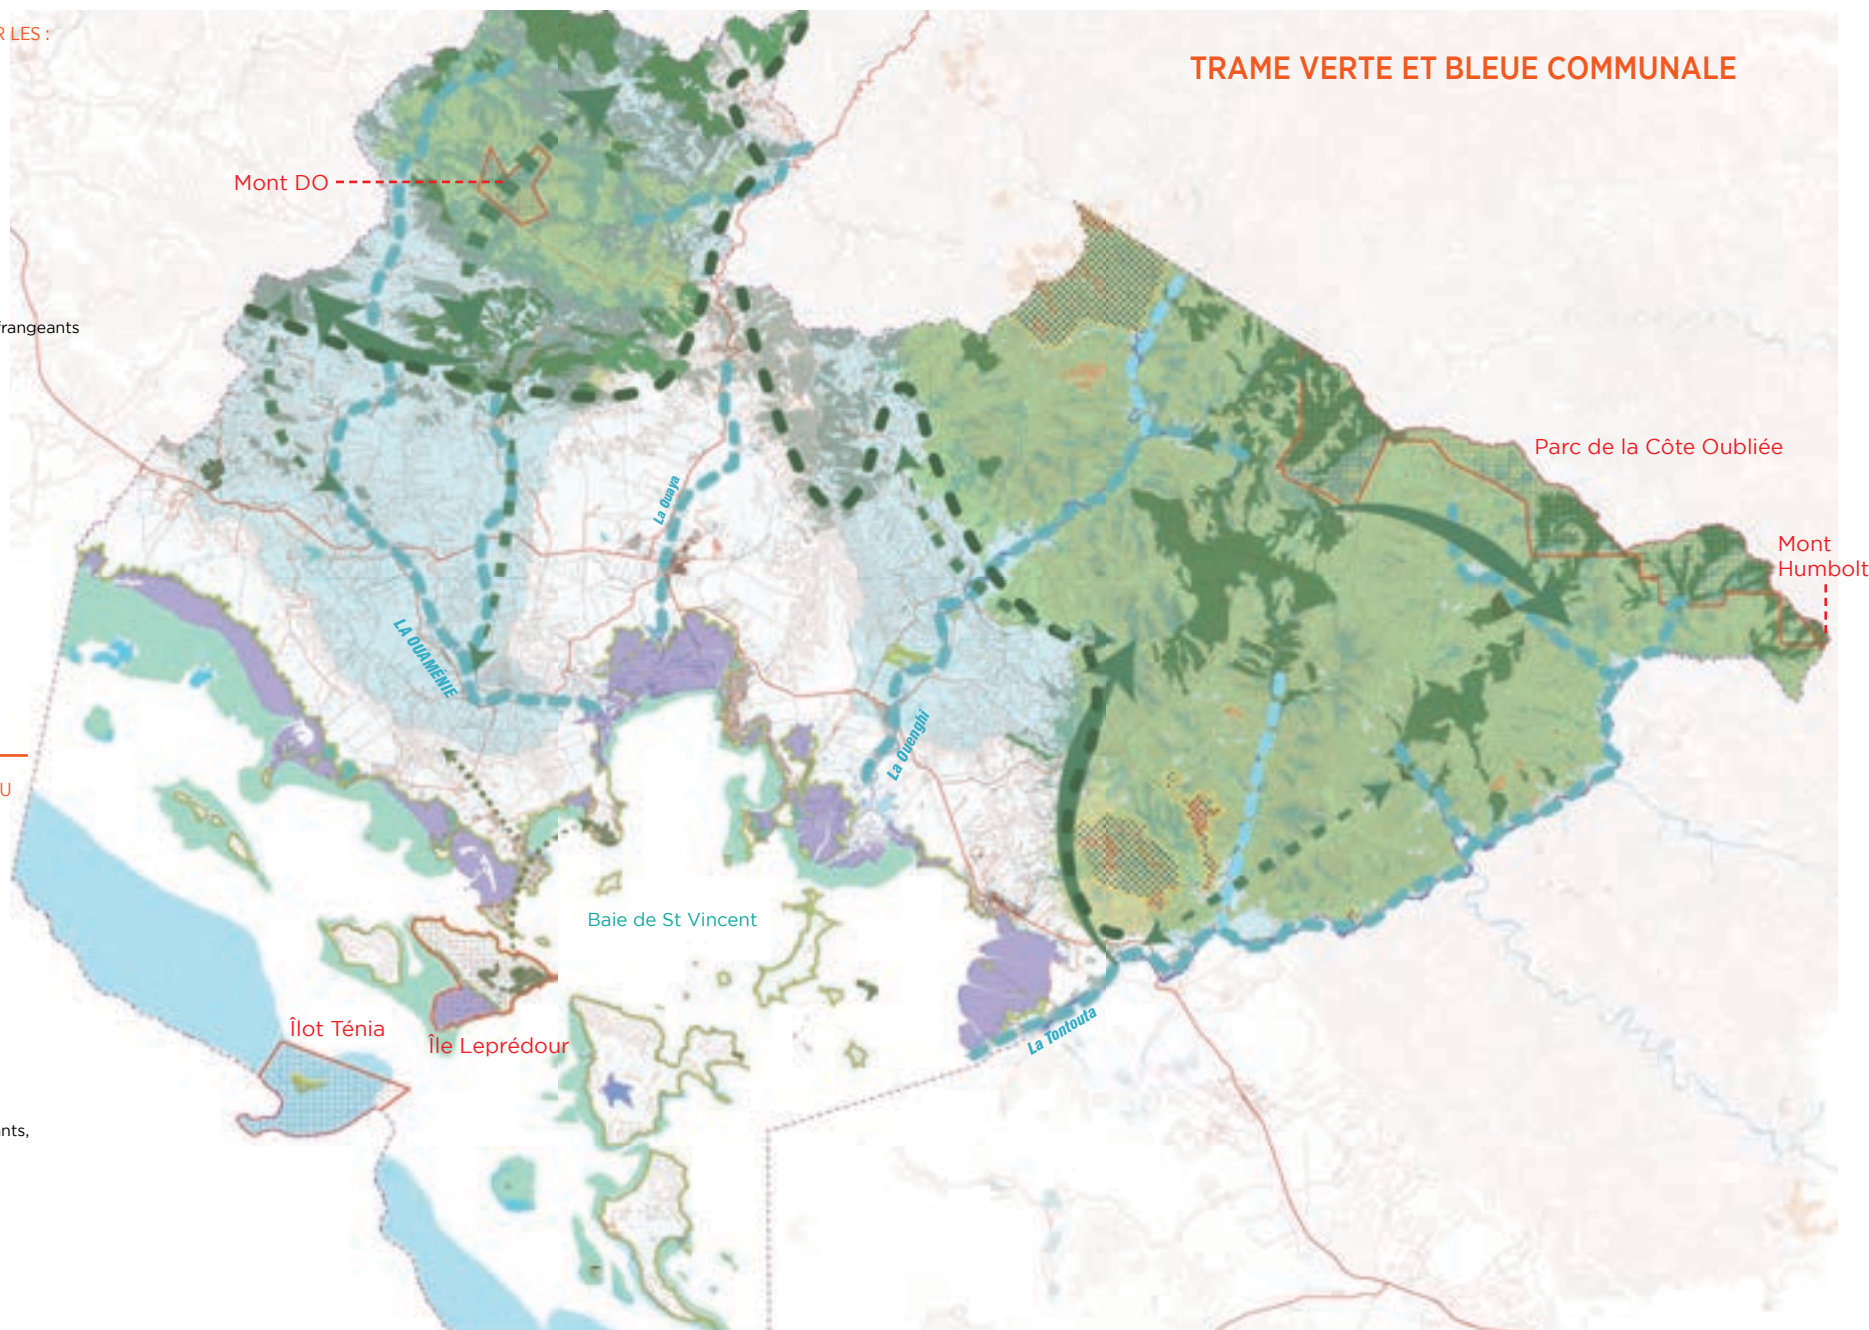 R LES :
TRAME VERTE ET BLEUE COMMUNALE
Mont DO
frangeants
Parc de la Côte Oubliée
La Ouaya
Mont
Humbolt
LA OUAMÉNIE
La Ouenghi
U
Baie de St Vincent
Îlot Ténia
Île Leprédour
La Tontouta
nts,